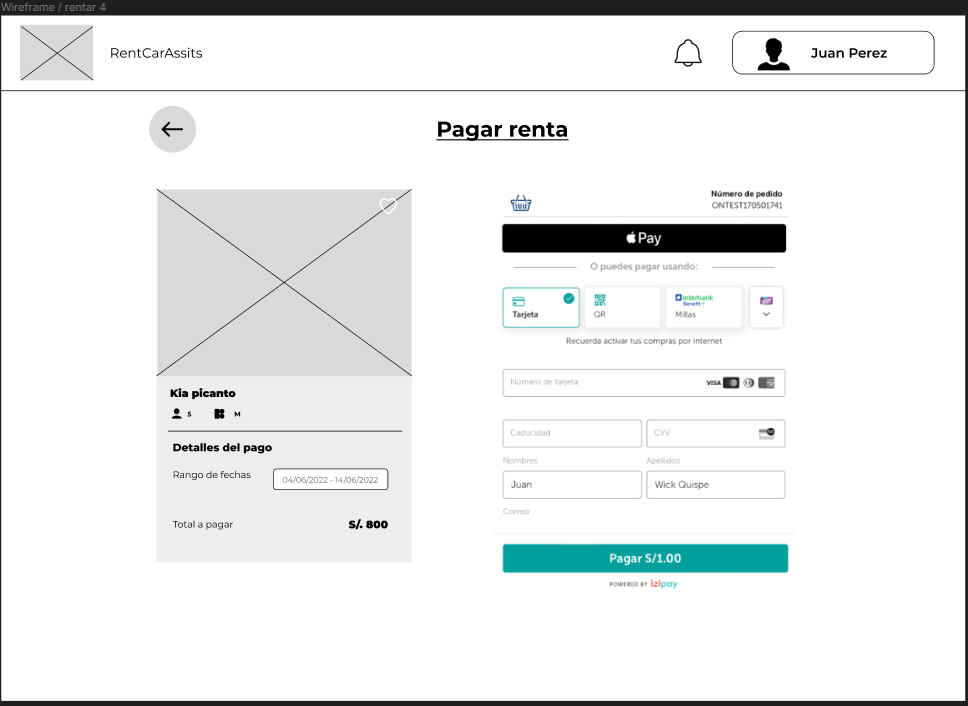 Wireframe / rentar 4
RentCarAssits
Juan Perez
Pagar renta
Kia picanto
5 M
Detalles del pago
Rango de fechas 04/06/2022 - 14/06/2022
Total a pagar S/. 800
Número de pedido
ONTEST170501741
Pay
O puedes pagar usando:
Tarjeta
QR
Interbank
Benefit
Millas
Recuerda activar tus compras por internet
Número de tarjeta VISA
Caducidad CVV
Nombres Apellidos
Juan Wick Quispe
Correo
Pagar S/1.00
POWERED BY izipay